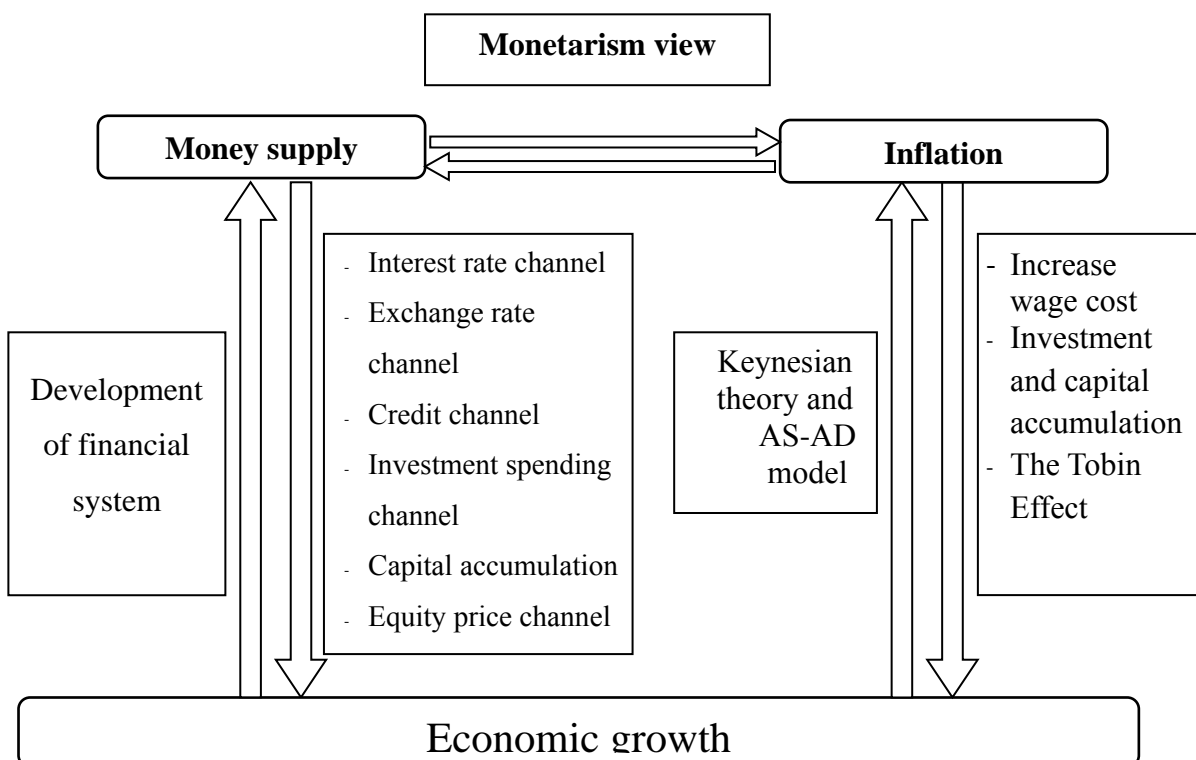 Monetarism view
Money supply
Inflation
Development
of financial
system
- Interest rate channel
- Exchange rate
channel
- Credit channel
- Investment spending
channel
- Capital accumulation
- Equity price channel
Keynesian
theory and
AS-AD
model
- Increase
wage cost
- Investment
and capital
accumulation
- The Tobin
Effect
Economic growth